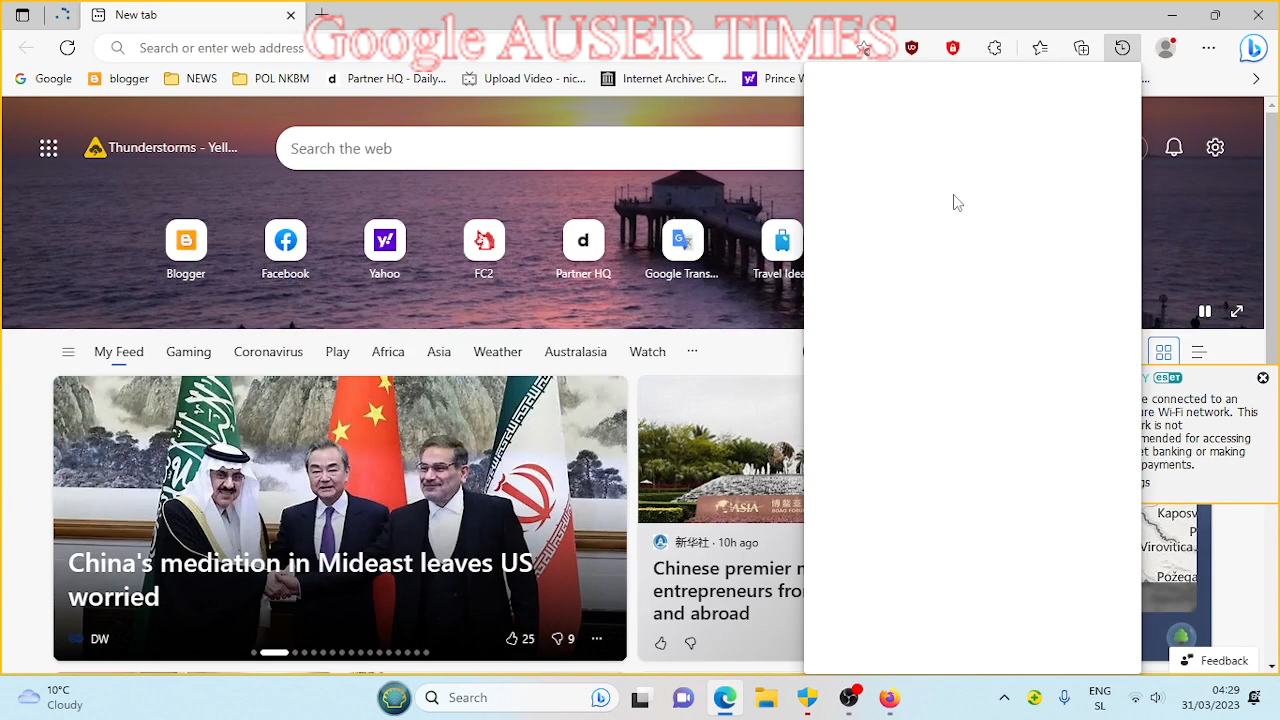 New tab
Search or enter web address
Google AUSER TIMES
Google
blogger
NEWS
POL NKBM
Partner HQ - Daily...
Upload Video - nic...
Internet Archive: Cr...
Prince W
Thunderstorms - Yell...
Search the web
Blogger
Facebook
Yahoo
FC2
Partner HQ
Google Trans...
Travel Idea
My Feed
Gaming
Coronavirus
Play
Africa
Asia
Weather
Australasia
Watch
China's mediation in Mideast leaves US
worried
DW
25
9
ASIA
新华社 · 10h ago
Chinese premier
entrepreneurs fro
and abroad
Y eset
connected to an
Wi-Fi network. This
rk is not
mended for accessing
t banking or making
payments.
gs
Kapos
P
Virovitica
Požega
Feedback
10°C
Cloudy
Search
ENG
SL
04:29
31/03/2023